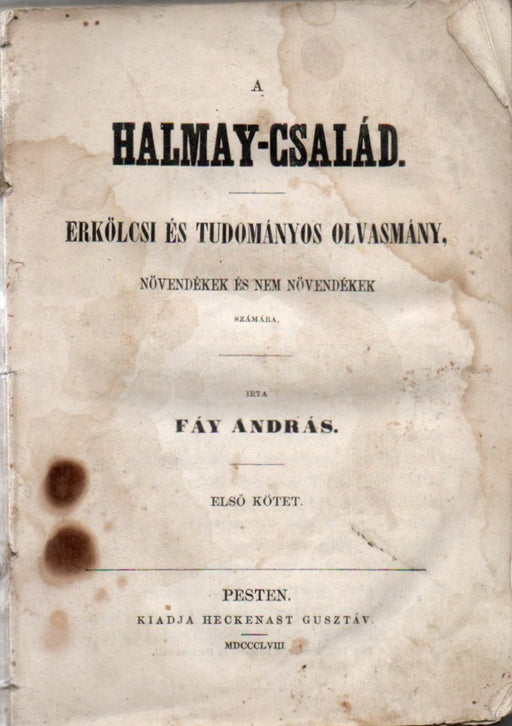 A
HALMAY-CSALÁD.
ERKÖLCSI ÉS TUDOMÁNYOS OLVASMÁNY,
NÖVENDÉKEK ÉS NEM NÖVENDÉKEK
SZÁMÁRA.
IRTA
FÁY ANDRÁS.
ELSŐ KÖTET.
PESTEN.
KIADJA HECKENAST GUSZTÁV.
MDCCCLVIII